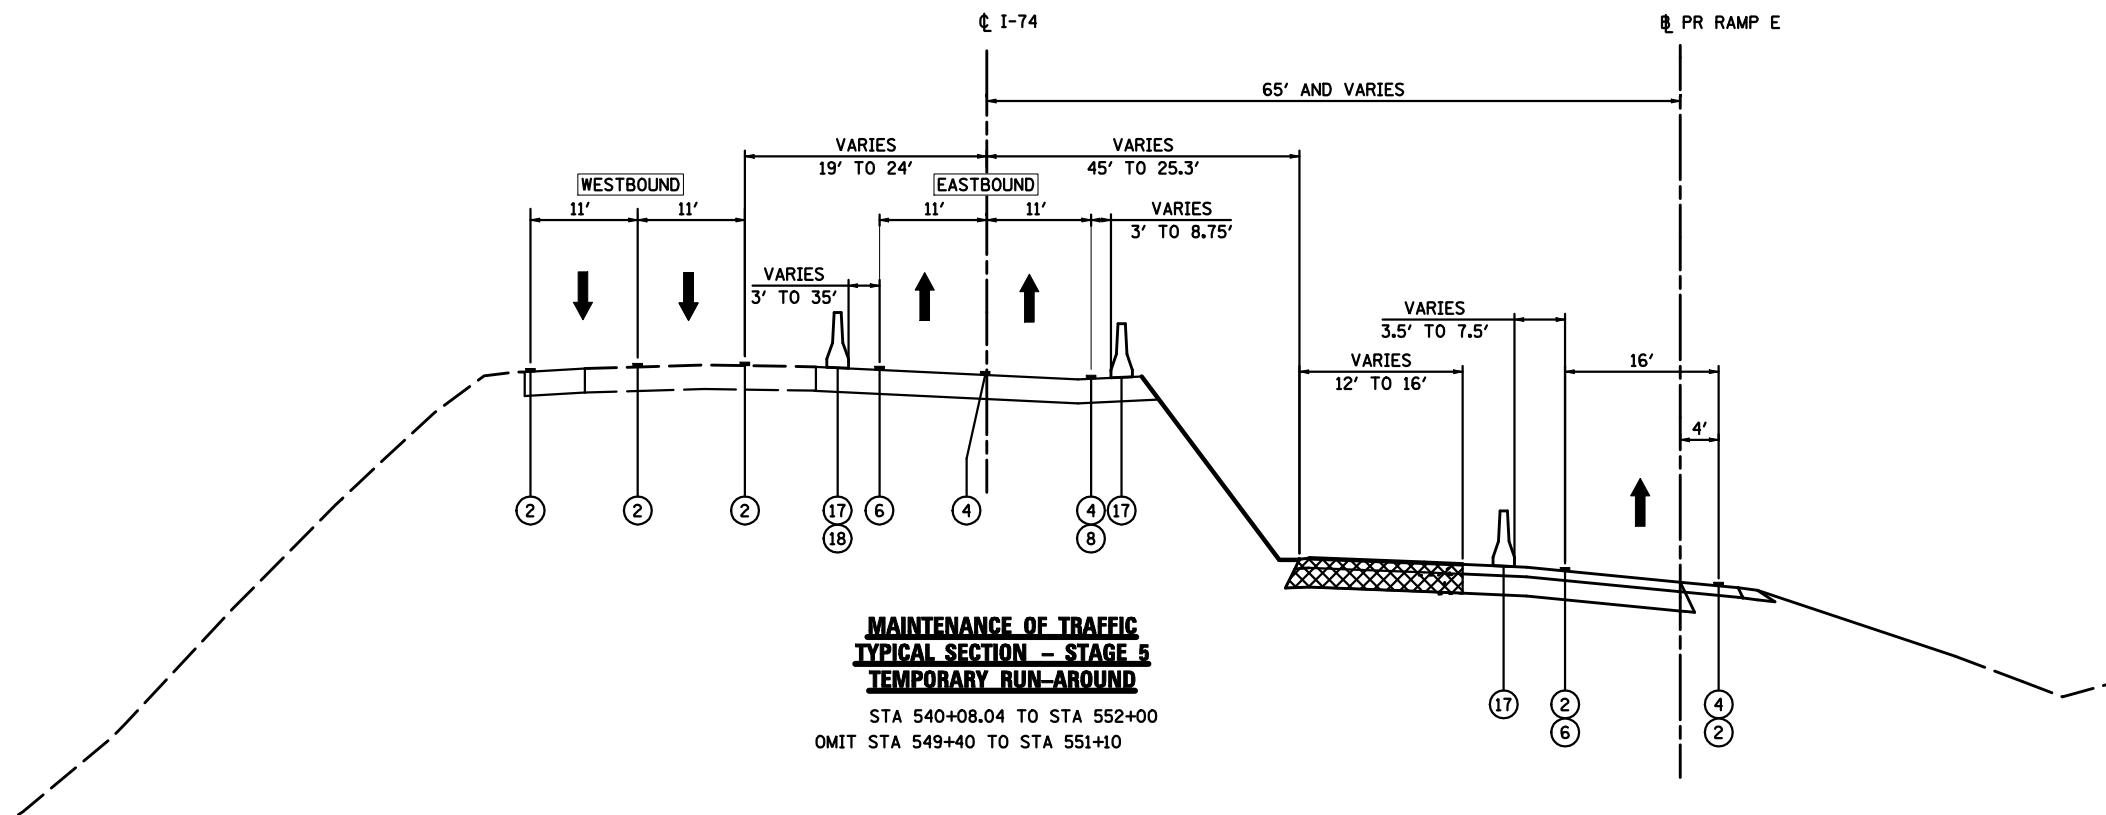 ℄ I-74
℄ PR RAMP E
65' AND VARIES
VARIES
19' TO 24'
VARIES
45' TO 25.3'
WESTBOUND
EASTBOUND
11'
11'
11'
11'
VARIES
3' TO 8.75'
VARIES
3' TO 35'
VARIES
3.5' TO 7.5'
VARIES
12' TO 16'
16'
4'
2
2
2
17
18
6
4
4
8
17
17
2
6
4
2
MAINTENANCE OF TRAFFIC
TYPICAL SECTION – STAGE 5
TEMPORARY RUN–AROUND
STA 540+08.04 TO STA 552+00
OMIT STA 549+40 TO STA 551+10